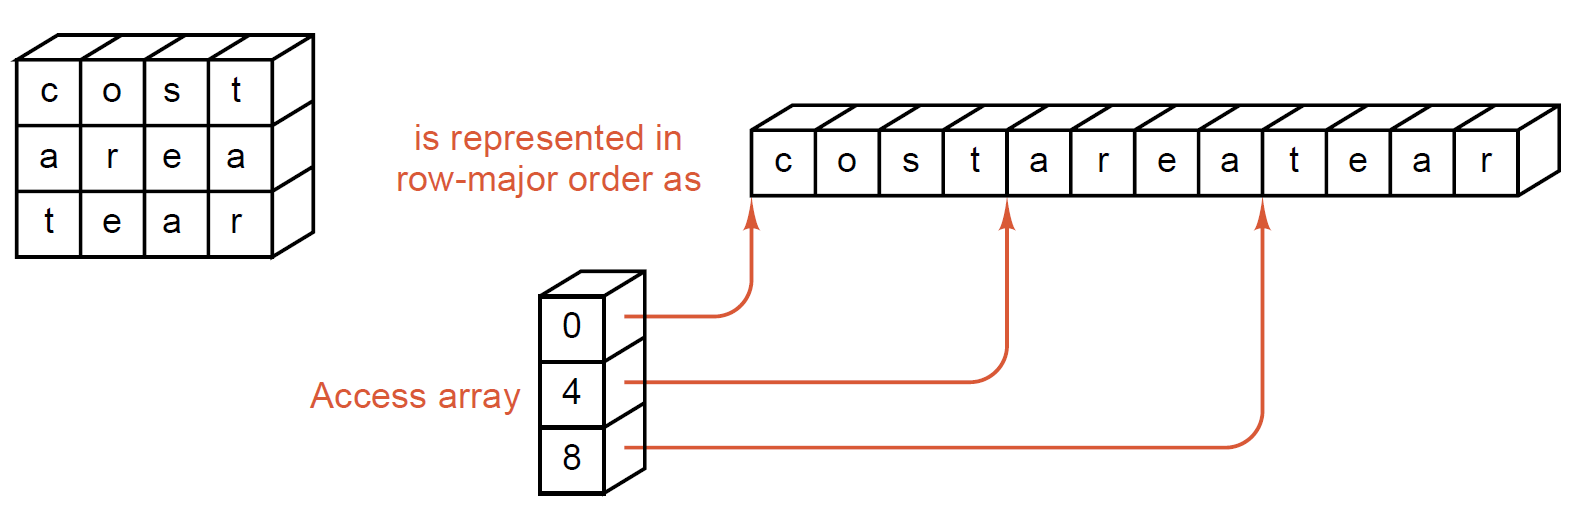 c o s t
a r e a
t e a r
is represented in
row-major order as
c o s t a r e a t e a r
Access array
0
4
8